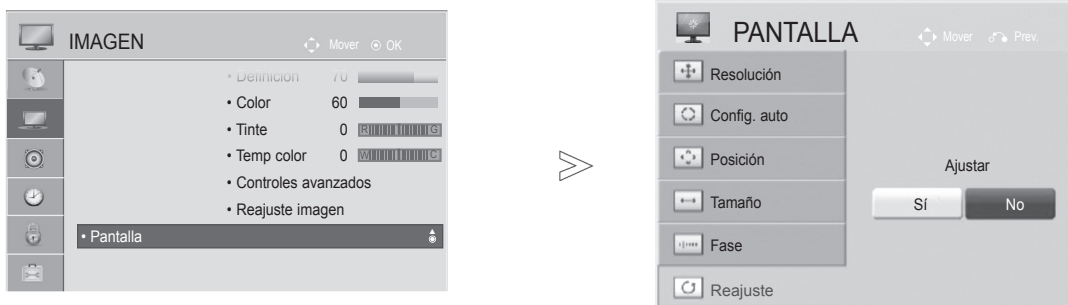 IMAGEN
Mover OK
• Definición 70
• Color 60
• Tinte 0 R G
• Temp color 0 W C
• Controles avanzados
• Reajuste imagen
• Pantalla
PANTALLA
Mover Prev.
Resolución
Config. auto
Posición
Tamaño
Fase
Reajuste
Ajustar
Sí No